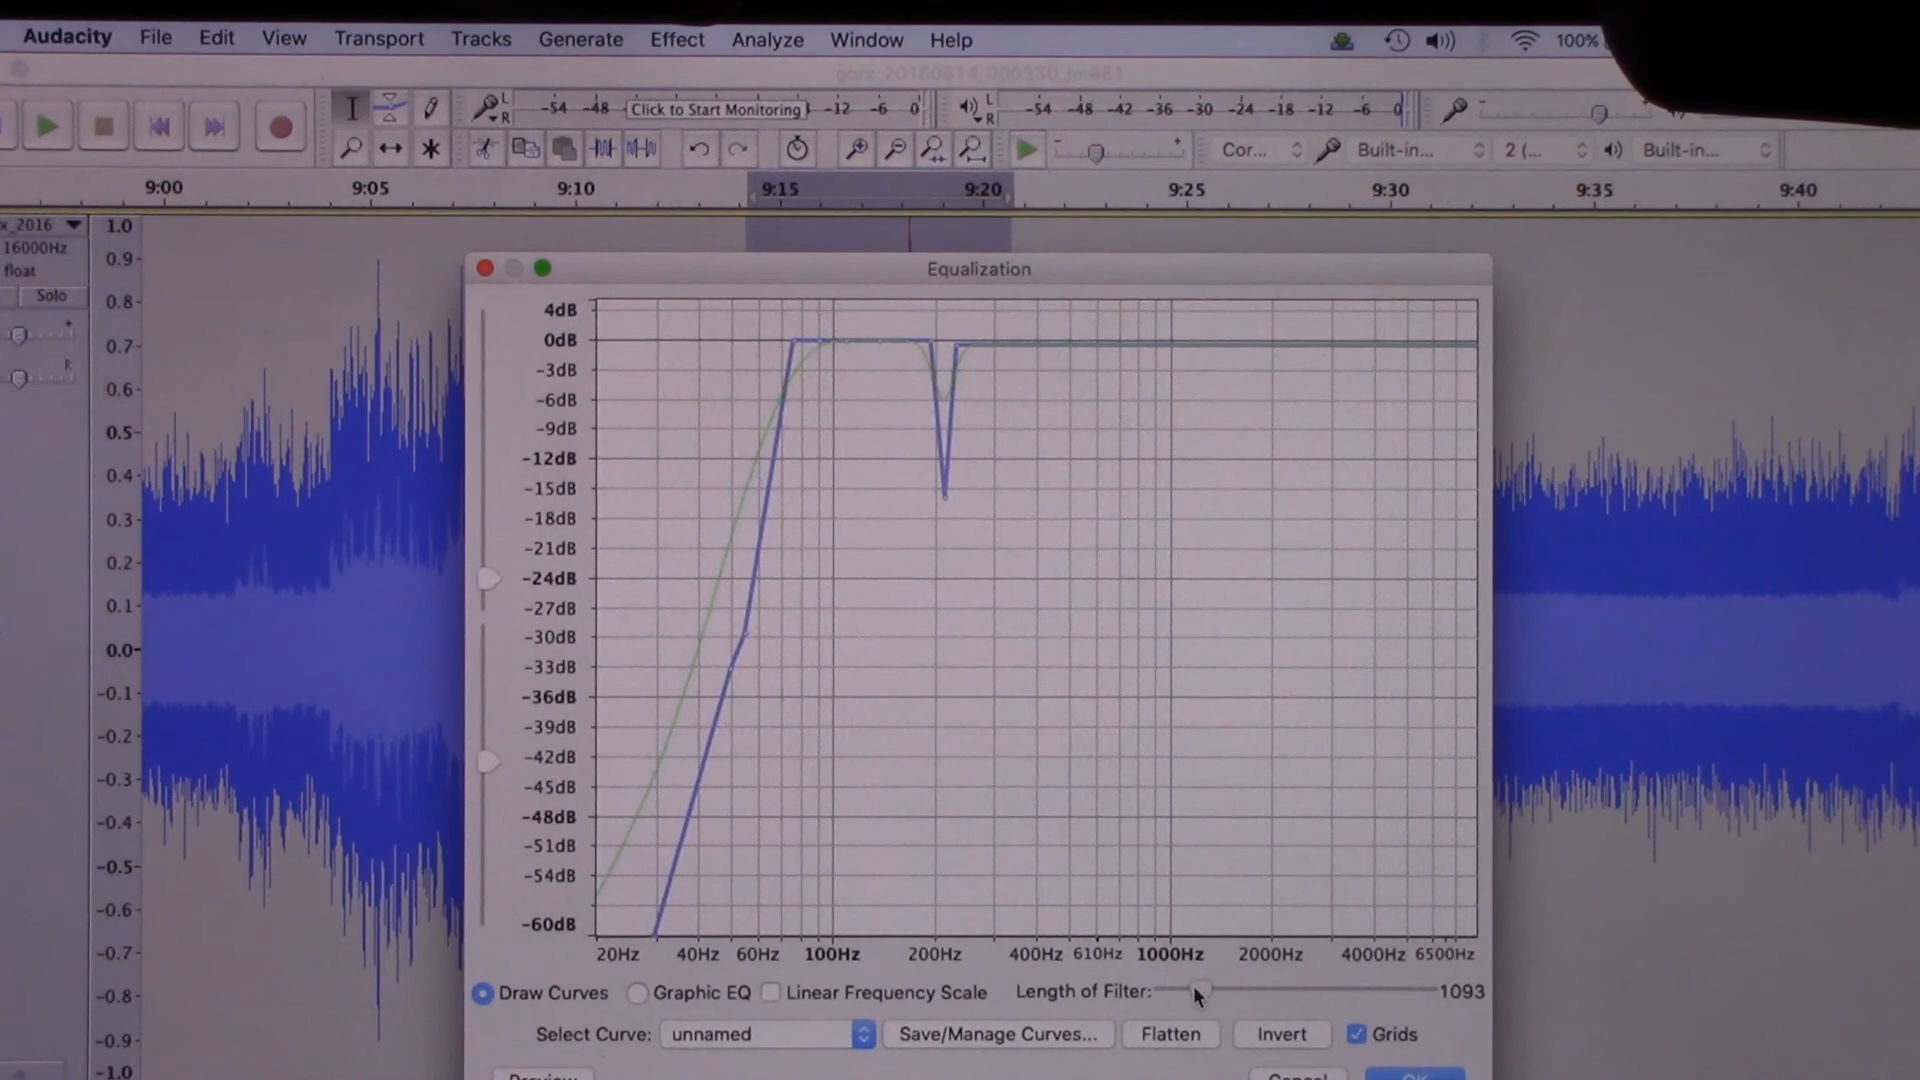 Audacity File Edit View Transport Tracks Generate Effect Analyze Window Help 100%
L R -54 -48 Click to Start Monitoring -12 -6 0 L R -54 -48 -42 -36 -30 -24 -18 -12 -6 0
Cor... Built-in... 2 (... Built-in...
9:00 9:05 9:10 9:15 9:20 9:25 9:30 9:35 9:40
x_2016
16000Hz
float
Solo
R
1.0
0.9
0.8
0.7
0.6
0.5
0.4
0.3
0.2
0.1
0.0
-0.1
-0.2
-0.3
-0.4
-0.5
-0.6
-0.7
-0.8
-0.9
-1.0
Equalization
4dB
0dB
-3dB
-6dB
-9dB
-12dB
-15dB
-18dB
-21dB
-24dB
-27dB
-30dB
-33dB
-36dB
-39dB
-42dB
-45dB
-48dB
-51dB
-54dB
-60dB
20Hz 40Hz 60Hz 100Hz 200Hz 400Hz 610Hz 1000Hz 2000Hz 4000Hz 6500Hz
Draw Curves Graphic EQ Linear Frequency Scale Length of Filter: 1093
Select Curve: unnamed Save/Manage Curves... Flatten Invert Grids
Preview Cancel OK